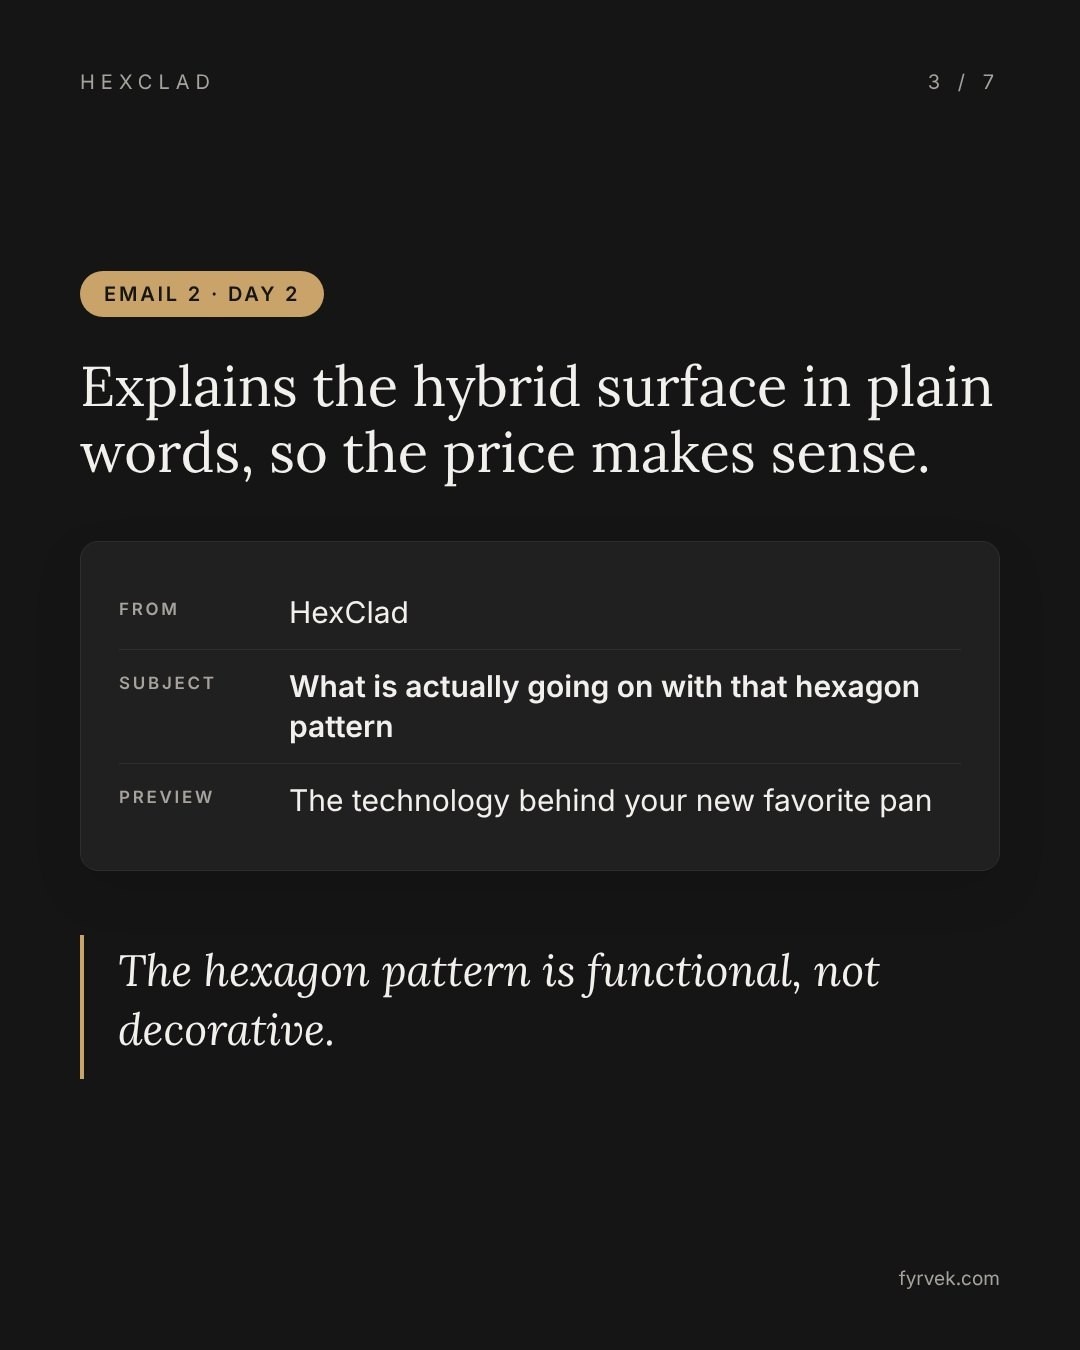 HEXCLAD
3 / 7
EMAIL 2 · DAY 2
Explains the hybrid surface in plain
words, so the price makes sense.
FROM
HexClad
SUBJECT
What is actually going on with that hexagon
pattern
PREVIEW
The technology behind your new favorite pan
The hexagon pattern is functional, not
decorative.
fyrvek.com